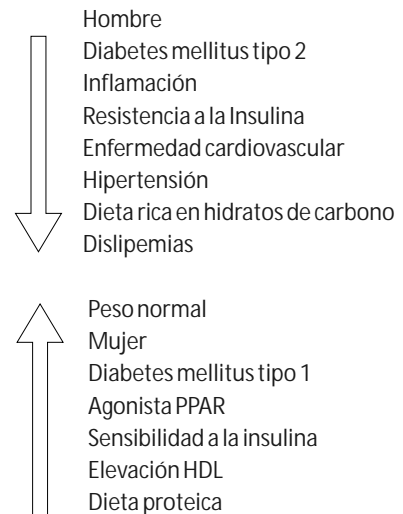 Hombre
Diabetes mellitus tipo 2
Inflamación
Resistencia a la Insulina
Enfermedad cardiovascular
Hipertensión
Dieta rica en hidratos de carbono
Dislipemias
Peso normal
Mujer
Diabetes mellitus tipo 1
Agonista PPAR
Sensibilidad a la insulina
Elevación HDL
Dieta proteica